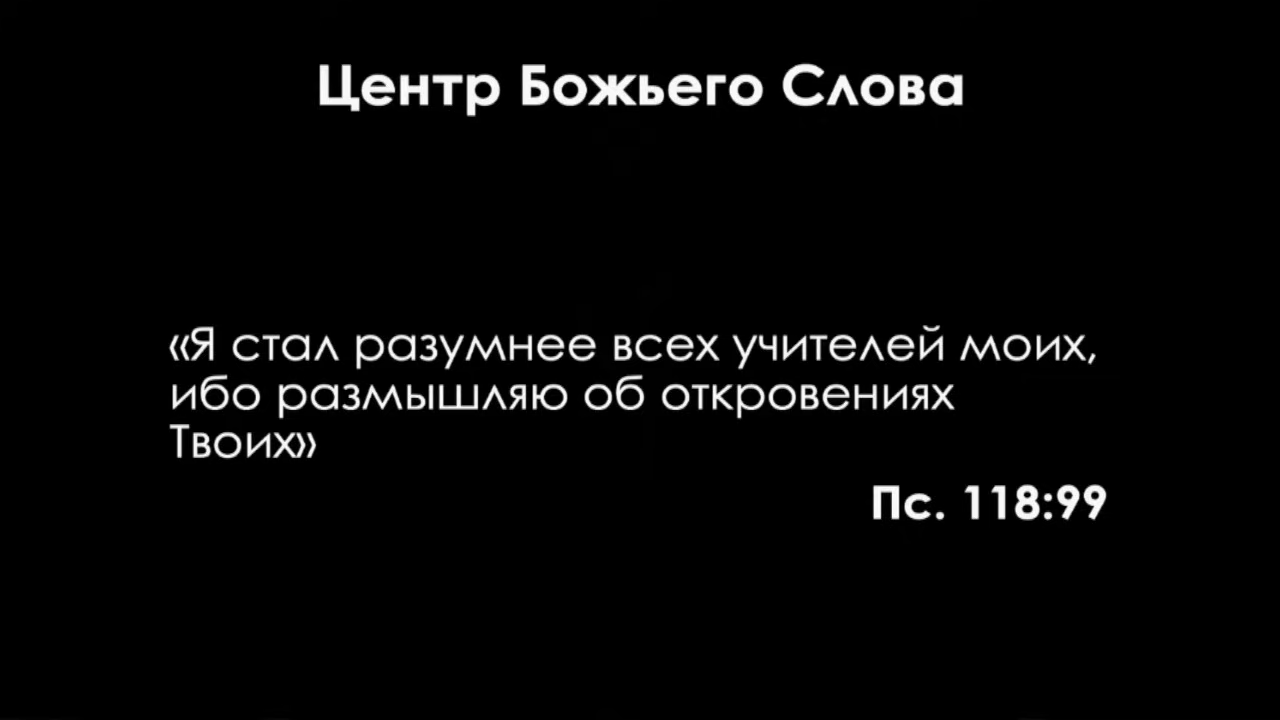 Центр Божьего Слова
«Я стал разумнее всех учителей моих,
ибо размышляю об откровениях
Твоих»
Пс. 118:99